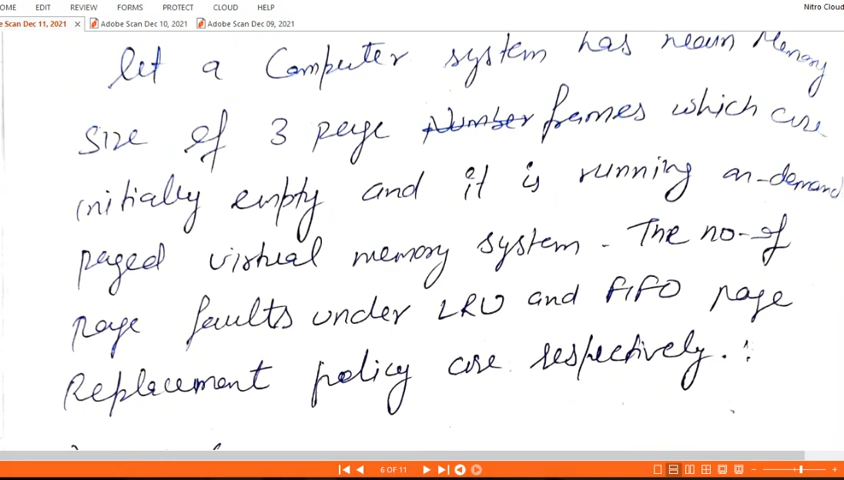 OME EDIT REVIEW FORMS PROTECT CLOUD HELP Nitro Cloud
e Scan Dec 11, 2021 × Adobe Scan Dec 10, 2021 × Adobe Scan Dec 09, 2021
let a Computer system has main Memory
Size of 3 page Number frames which are
initially empty and it is running on-demand
paged virtual memory system. The no-of
page faults under LRU and FIFO page
Replacement policy are respectively.:
6 OF 11